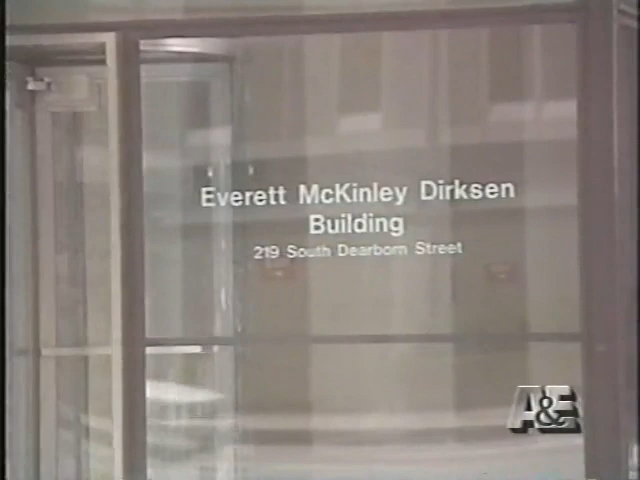 Everett McKinley Dirksen
Building
219 South Dearborn Street
A&E